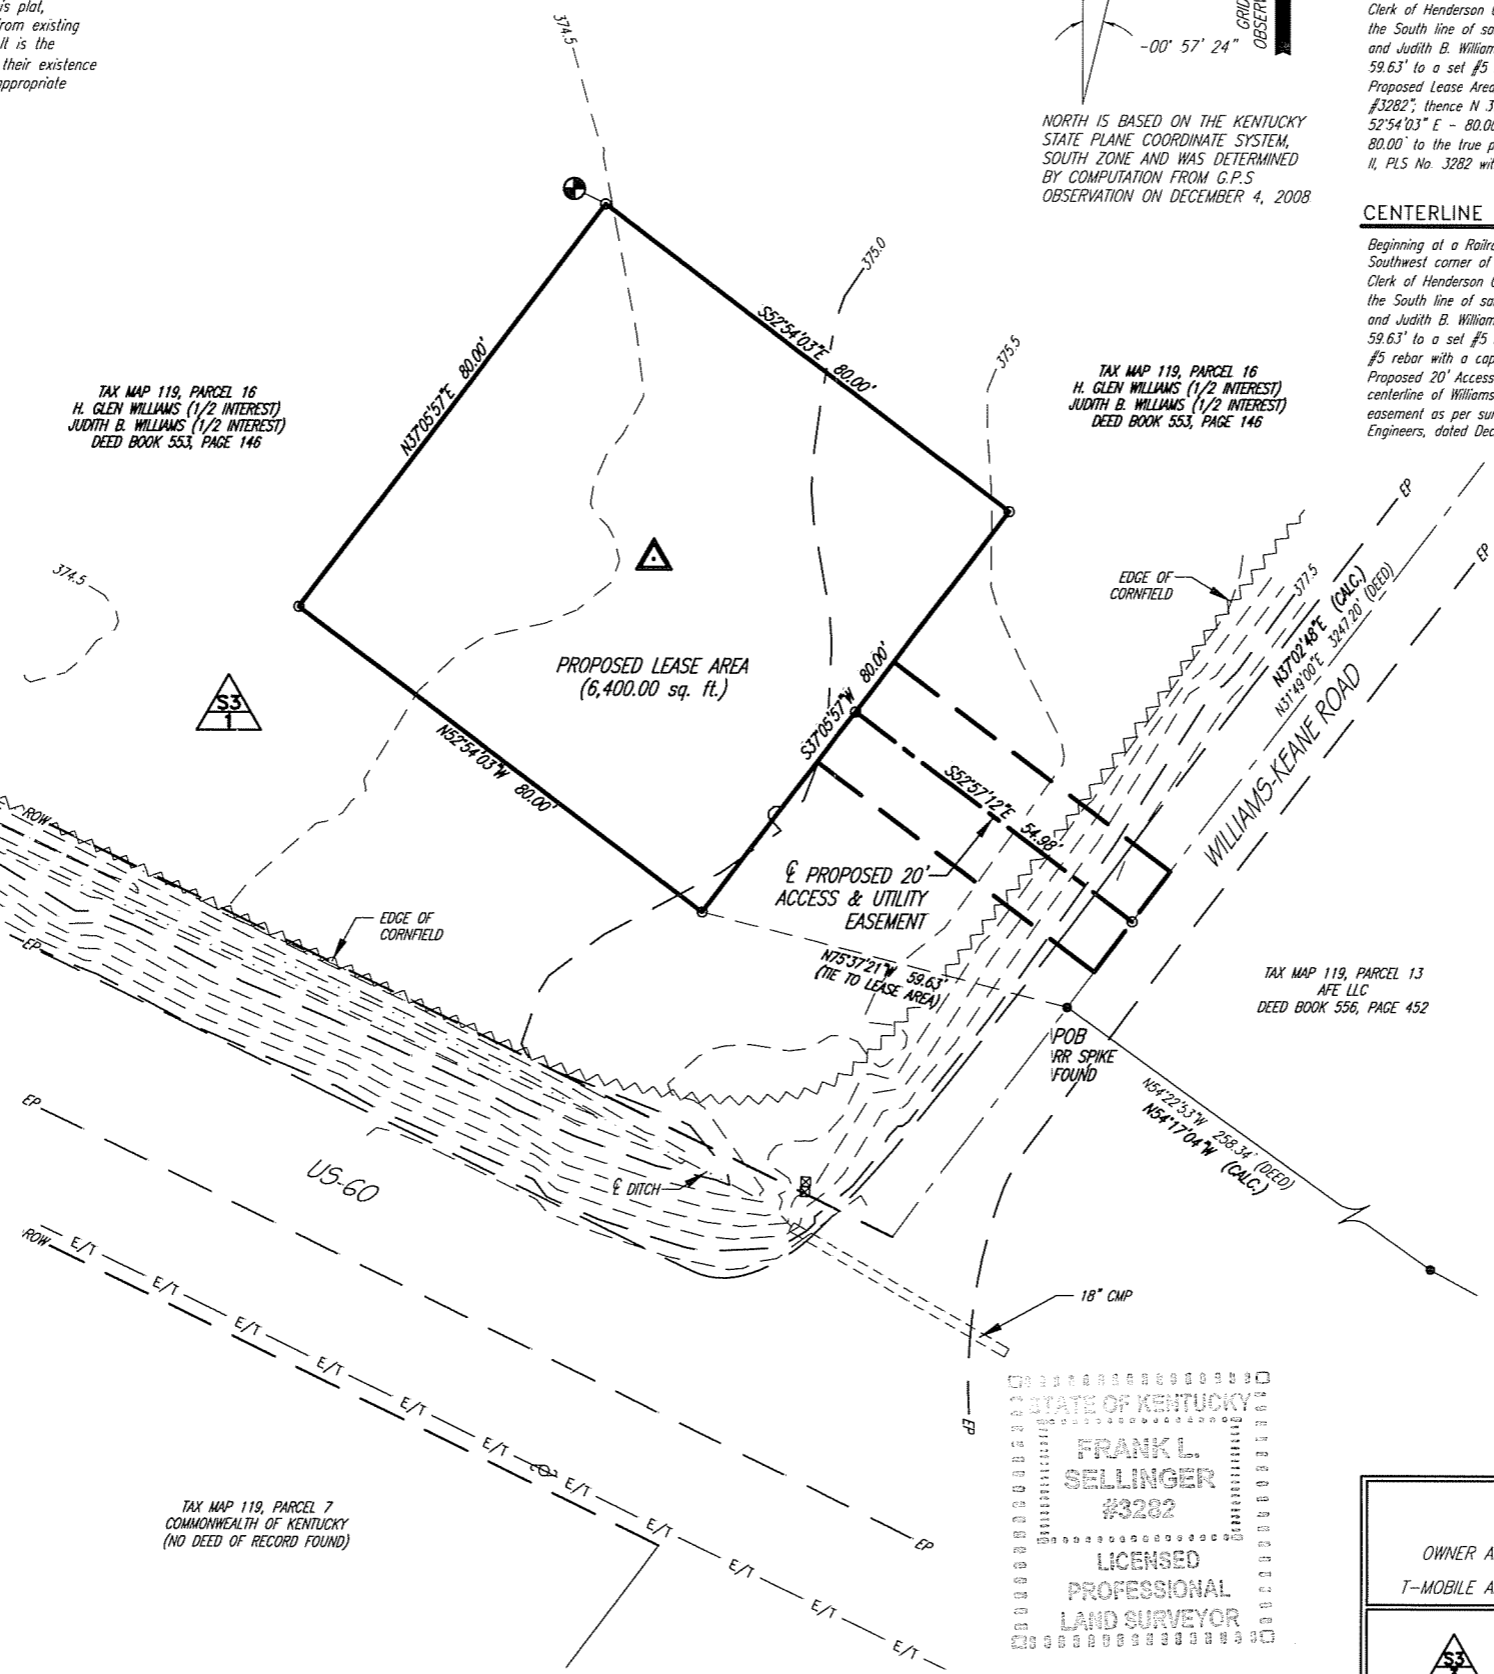 is plat,
from existing
It is the
their existence
appropriate
374.5
-00° 57' 24"
GRID
OBSERV
NORTH IS BASED ON THE KENTUCKY
STATE PLANE COORDINATE SYSTEM,
SOUTH ZONE AND WAS DETERMINED
BY COMPUTATION FROM G.P.S
OBSERVATION ON DECEMBER 4, 2008
Clerk of Henderson
the South line of
and Judith B. William
59.63' to a set #5
Proposed Lease Area
#3282"; thence N 3
52°54'03" E - 80.00
80.00' to the true p
II, PLS No. 3282 wit
CENTERLINE
Beginning at a Railro
Southwest corner of
Clerk of Henderson
the South line of
and Judith B. William
59.63' to a set #5
#5 rebar with a cap
Proposed 20' Access
centerline of Williams
easement as per sur
Engineers, dated Dec
375.0
375.5
S52°54'03"E 80.00'
N37°05'57"E 80.00'
TAX MAP 119, PARCEL 16
H. GLEN WILLIAMS (1/2 INTEREST)
JUDITH B. WILLIAMS (1/2 INTEREST)
DEED BOOK 553, PAGE 146
TAX MAP 119, PARCEL 16
H. GLEN WILLIAMS (1/2 INTEREST)
JUDITH B. WILLIAMS (1/2 INTEREST)
DEED BOOK 553, PAGE 146
EP
EP
374.5
EDGE OF
CORNFIELD
377.5
N37°02'48"E (CALC.)
N31°49'00"E 3247.20' (DEED)
WILLIAMS-KEANE ROAD
PROPOSED LEASE AREA
(6,400.00 sq. ft.)
S37°05'57"W 80.00'
S3
1
N52°54'03"W 80.00'
S52°57'12"E 54.98'
ROW
℄ PROPOSED 20'
ACCESS & UTILITY
EASEMENT
EDGE OF
CORNFIELD
EP
N75°37'21"W 59.63'
(TIE TO LEASE AREA)
TAX MAP 119, PARCEL 13
AFE LLC
DEED BOOK 556, PAGE 452
POB
RR SPIKE
FOUND
N54°22'53"W 258.34' (DEED)
N54°17'04"W (CALC.)
EP
US-60
℄ DITCH
18" CMP
ROW
E/T
E/T
E/T
E/T
E/T
E/T
E/T
E/T
E/T
E/T
E/T
EP
EP
TAX MAP 119, PARCEL 7
COMMONWEALTH OF KENTUCKY
(NO DEED OF RECORD FOUND)
STATE OF KENTUCKY
FRANK L.
SELLINGER
#3282
LICENSED
PROFESSIONAL
LAND SURVEYOR
OWNER A
T-MOBILE A
S3